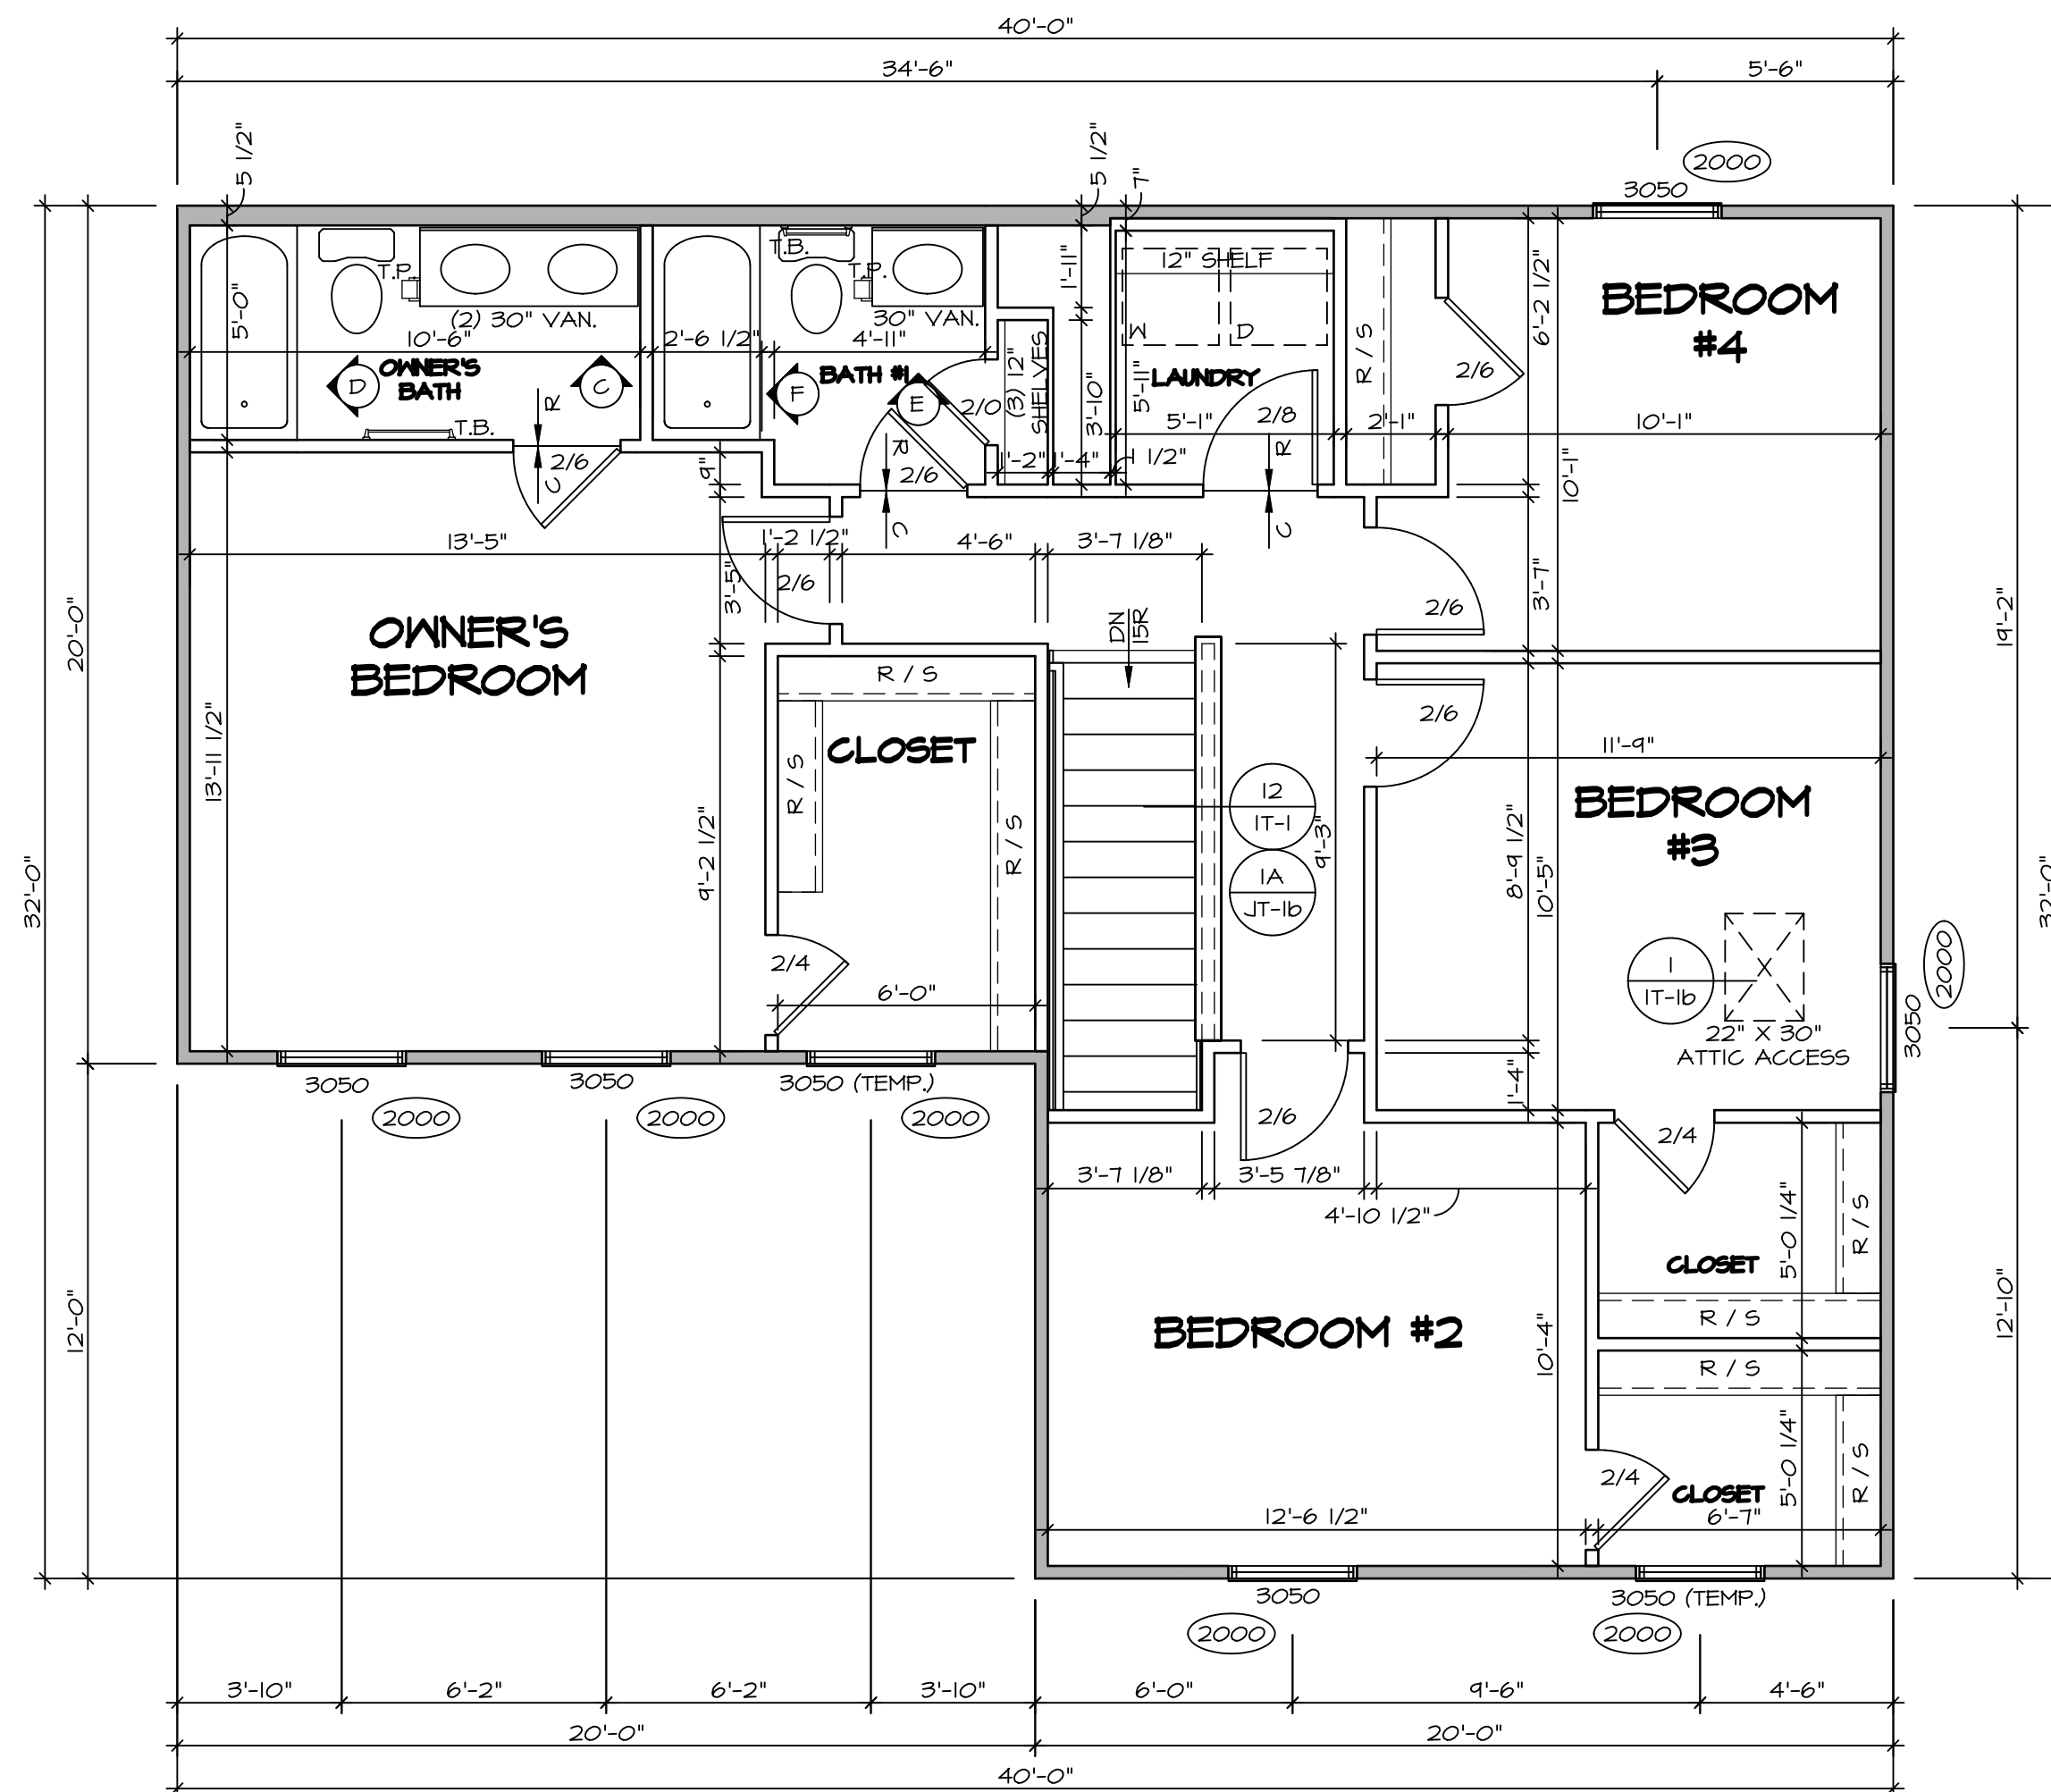 40'-0"
34'-6"
5'-6"
5 1/2"
5 1/2"
7"
2000
3050
T.B.
T.P.
T.P.
12" SHELF
5'-0"
1'-11"
6'-2 1/2"
BEDROOM
#4
(2) 30" VAN.
30" VAN.
W
D
10'-6"
2'-6 1/2"
4'-11"
R / S
OWNER'S
BATH
D
C
F
BATH #1
E
2/0
(3) 12"
SHELVES
3'-10"
5'-11"
LAUNDRY
2/6
T.B.
R
5'-1"
2/8
2'-1"
10'-1"
2/6
C
9"
R
2/6
1'-2"
1'-4"
1 1/2"
R
10'-1"
13'-5"
1'-2 1/2"
C
4'-6"
3'-7 1/8"
C
20'-0"
3'-5"
2/6
2/6
3'-7"
19'-2"
OWNER'S
BEDROOM
DN
15R
R / S
2/6
13'-11 1/2"
CLOSET
11'-9"
R / S
12
1T-1
BEDROOM
#3
32'-0"
9'-2 1/2"
R / S
9'-3"
1A
JT-1b
8'-9 1/2"
10'-5"
32'-0"
2/4
6'-0"
1
1T-1b
2000
3050
22" X 30"
ATTIC ACCESS
3050
3050
3050 (TEMP.)
2000
2000
2000
1'-4"
2/6
2/4
3'-7 1/8"
3'-5 7/8"
4'-10 1/2"
5'-0 1/4"
R / S
CLOSET
12'-0"
12'-10"
BEDROOM #2
10'-4"
R / S
R / S
5'-0 1/4"
R / S
2/4
CLOSET
12'-6 1/2"
6'-7"
3050
3050 (TEMP.)
2000
2000
3'-10"
6'-2"
6'-2"
3'-10"
6'-0"
9'-6"
4'-6"
20'-0"
20'-0"
40'-0"